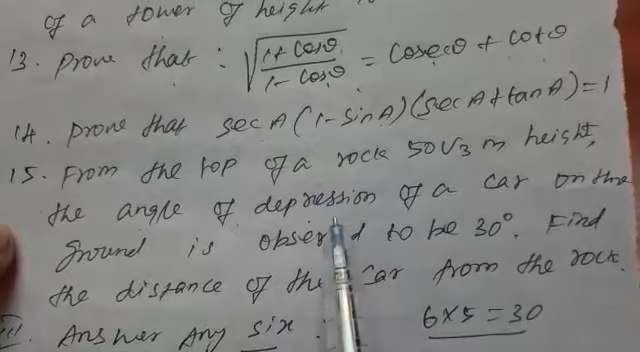 of a tower of height
13. Prove that : √(1+Cosθ / 1-Cosθ) = Cosecθ + Cotθ
14. Prove that sec A (1-sinA)(secA+tanA)=1
15. From the top of a rock 50√3 m height,
the angle of depression of a car on the
ground is observed to be 30°. Find
the distance of the car from the rock.
Answer Any six : 6×5=30